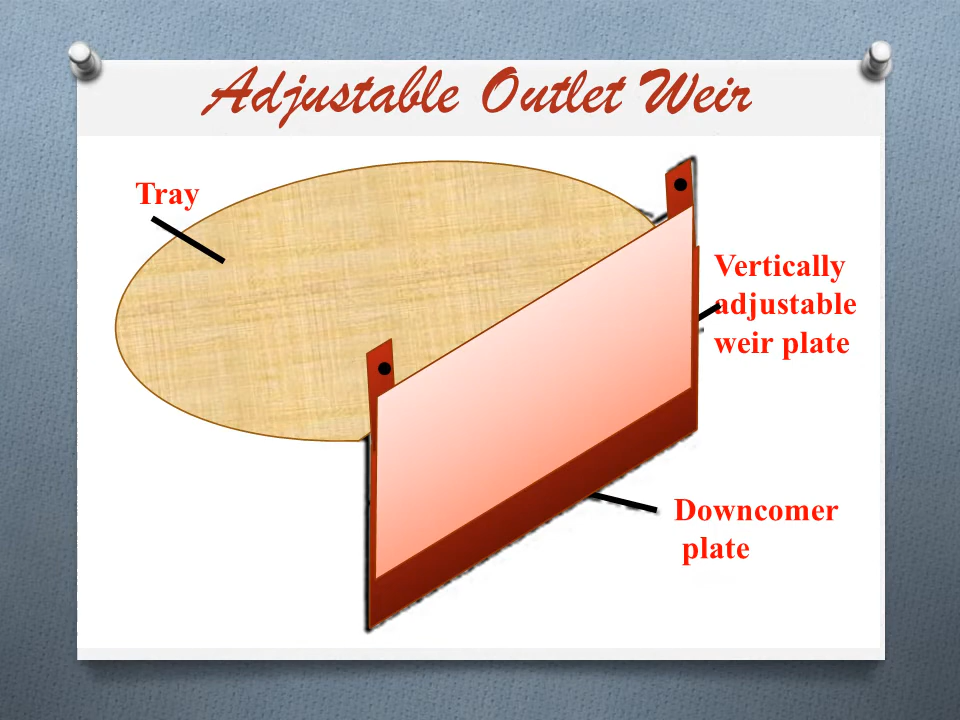 Adjustable Outlet Weir
Tray
Vertically
adjustable
weir plate
Downcomer
plate